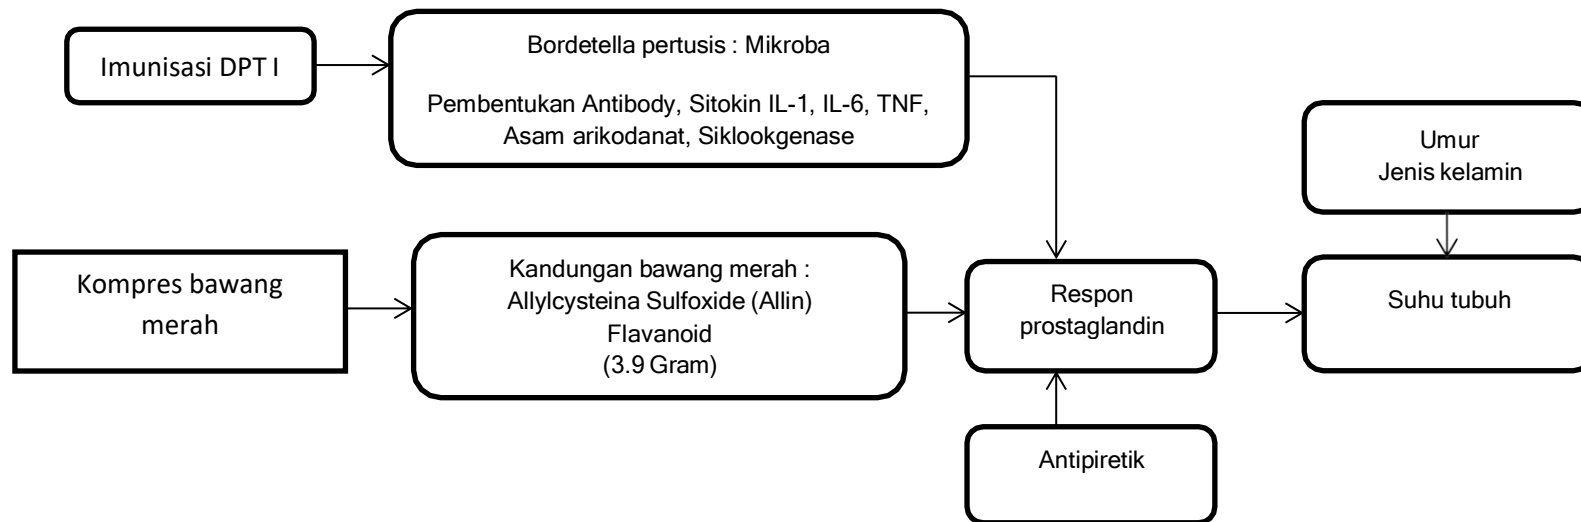 Imunisasi DPT I
Bordetella pertusis : Mikroba
Pembentukan Antibody, Sitokin IL-1, IL-6, TNF,
Asam arikodanat, Siklookgenase
Umur
Jenis kelamin
Kompres bawang
merah
Kandungan bawang merah :
Allylcysteina Sulfoxide (Allin)
Flavanoid
(3.9 Gram)
Respon
prostaglandin
Suhu tubuh
Antipiretik